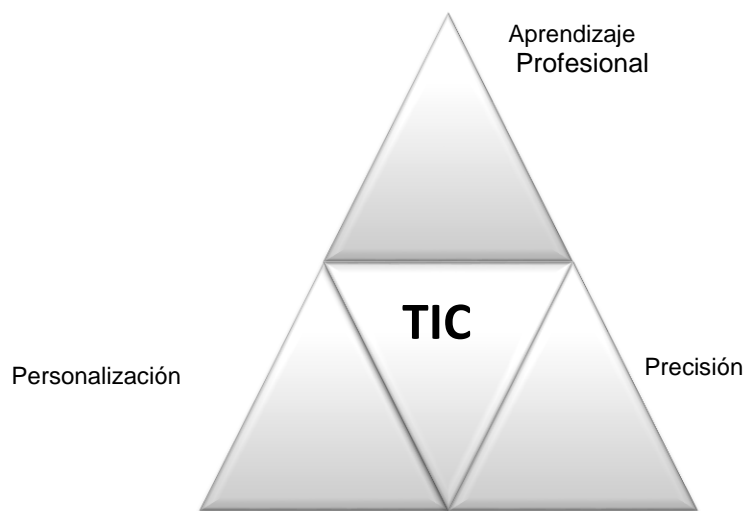 Aprendizaje
Profesional
TIC
Personalización
Precisión